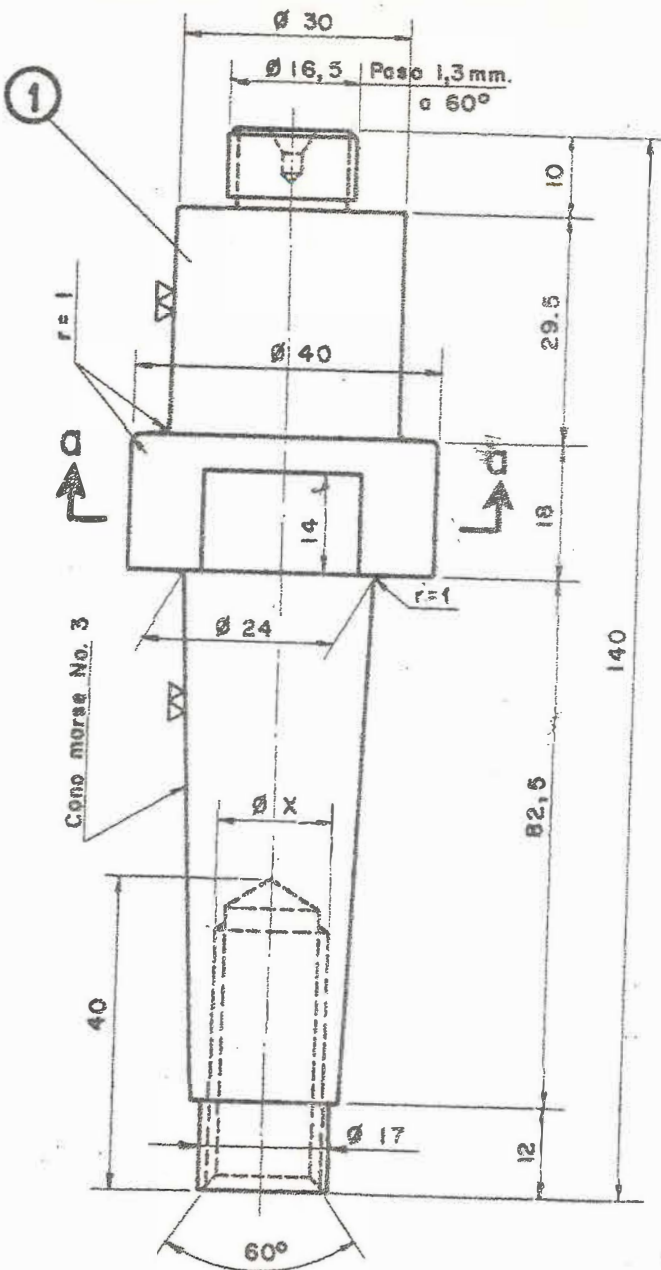 Ø 30
Ø 16,5
Paso 1,3 mm.
a 60°
1
10
r = 1
29.5
Ø 40
a
a
14
18
r=1
Ø 24
140
Cono morse No. 3
82,5
Ø X
40
Ø 17
12
60°